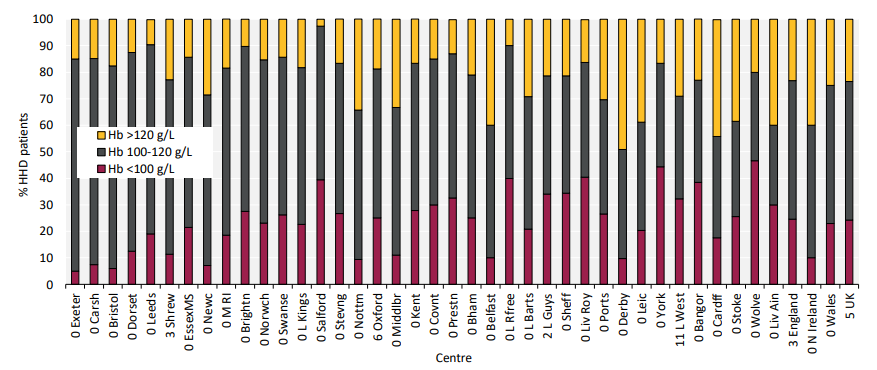 100
90
80
70
60
50
40
30
20
10
0
% HHD patients
Hb >120 g/L
Hb 100-120 g/L
Hb <100 g/L
0 Exeter
0 Carsh
0 Bristol
0 Dorset
0 Leeds
3 Shrew
0 EssexMS
0 Newc
0 M RI
0 Brightn
0 Norwch
0 Swanse
0 L Kings
0 Salford
0 Stevng
0 Nottm
6 Oxford
0 Middlbr
0 Kent
0 Covnt
0 Prestn
0 Bham
0 Belfast
0 L Rfree
0 L Barts
2 L Guys
0 Sheff
0 Liv Roy
0 Ports
0 Derby
0 Leic
0 York
11 L West
0 Bangor
0 Cardff
0 Stoke
0 Wolve
0 Liv Ain
3 England
0 N Ireland
0 Wales
5 UK
Centre